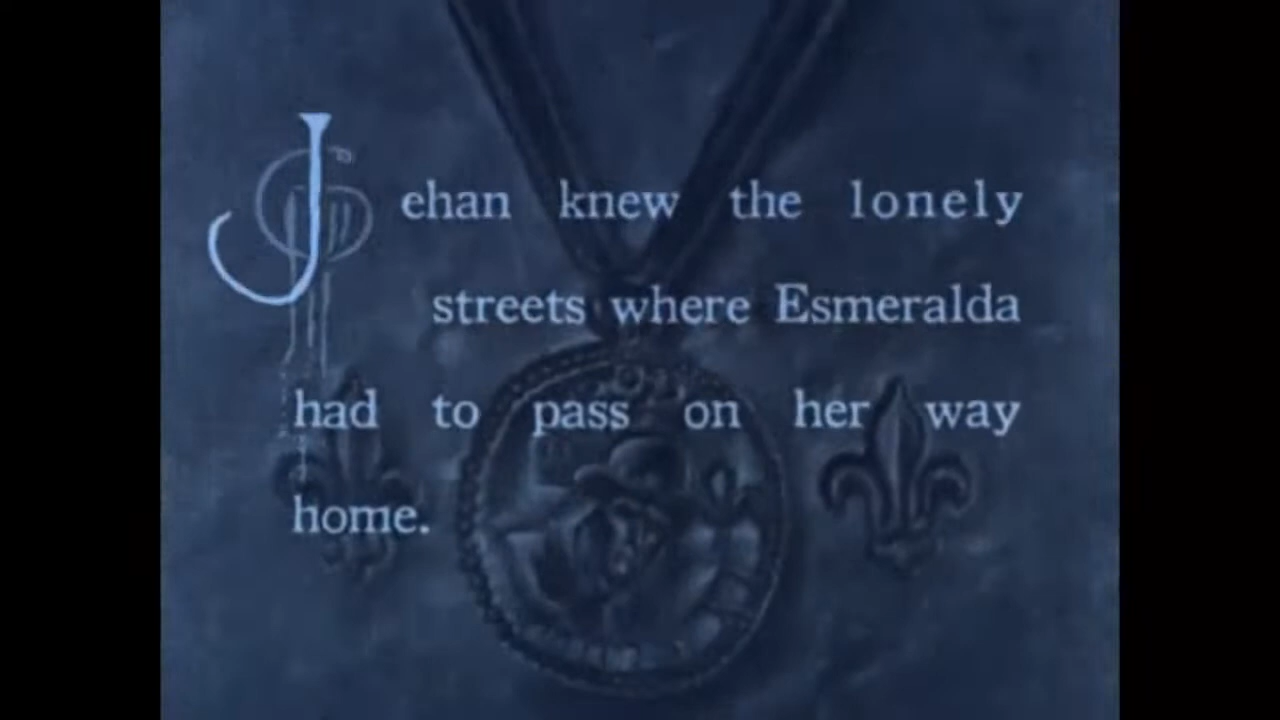 Jehan knew the lonely
streets where Esmeralda
had to pass on her way
home.